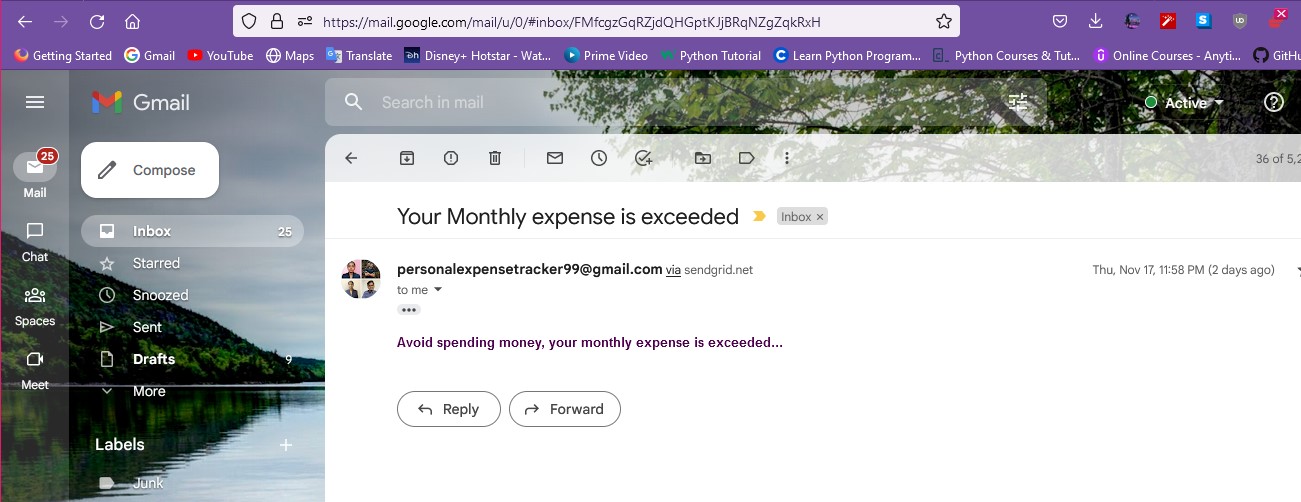 https://mail.google.com/mail/u/0/#inbox/FMfcgzGqRZjdQHGptKJjBRqNZgZqkRxH
Getting Started Gmail YouTube Maps Translate Disney+ Hotstar - Wat... Prime Video Python Tutorial Learn Python Program... Python Courses & Tut... Online Courses - Anyti... GitHu
Gmail Search in mail Active
Compose 36 of 5,2
25
Mail
Your Monthly expense is exceeded Inbox ×
Inbox 25
Chat
Starred personalexpensetracker99@gmail.com via sendgrid.net Thu, Nov 17, 11:58 PM (2 days ago)
to me
Snoozed
Spaces
Sent
Avoid spending money, your monthly expense is exceeded...
Drafts 9
Meet
More
Reply Forward
Labels +
Junk